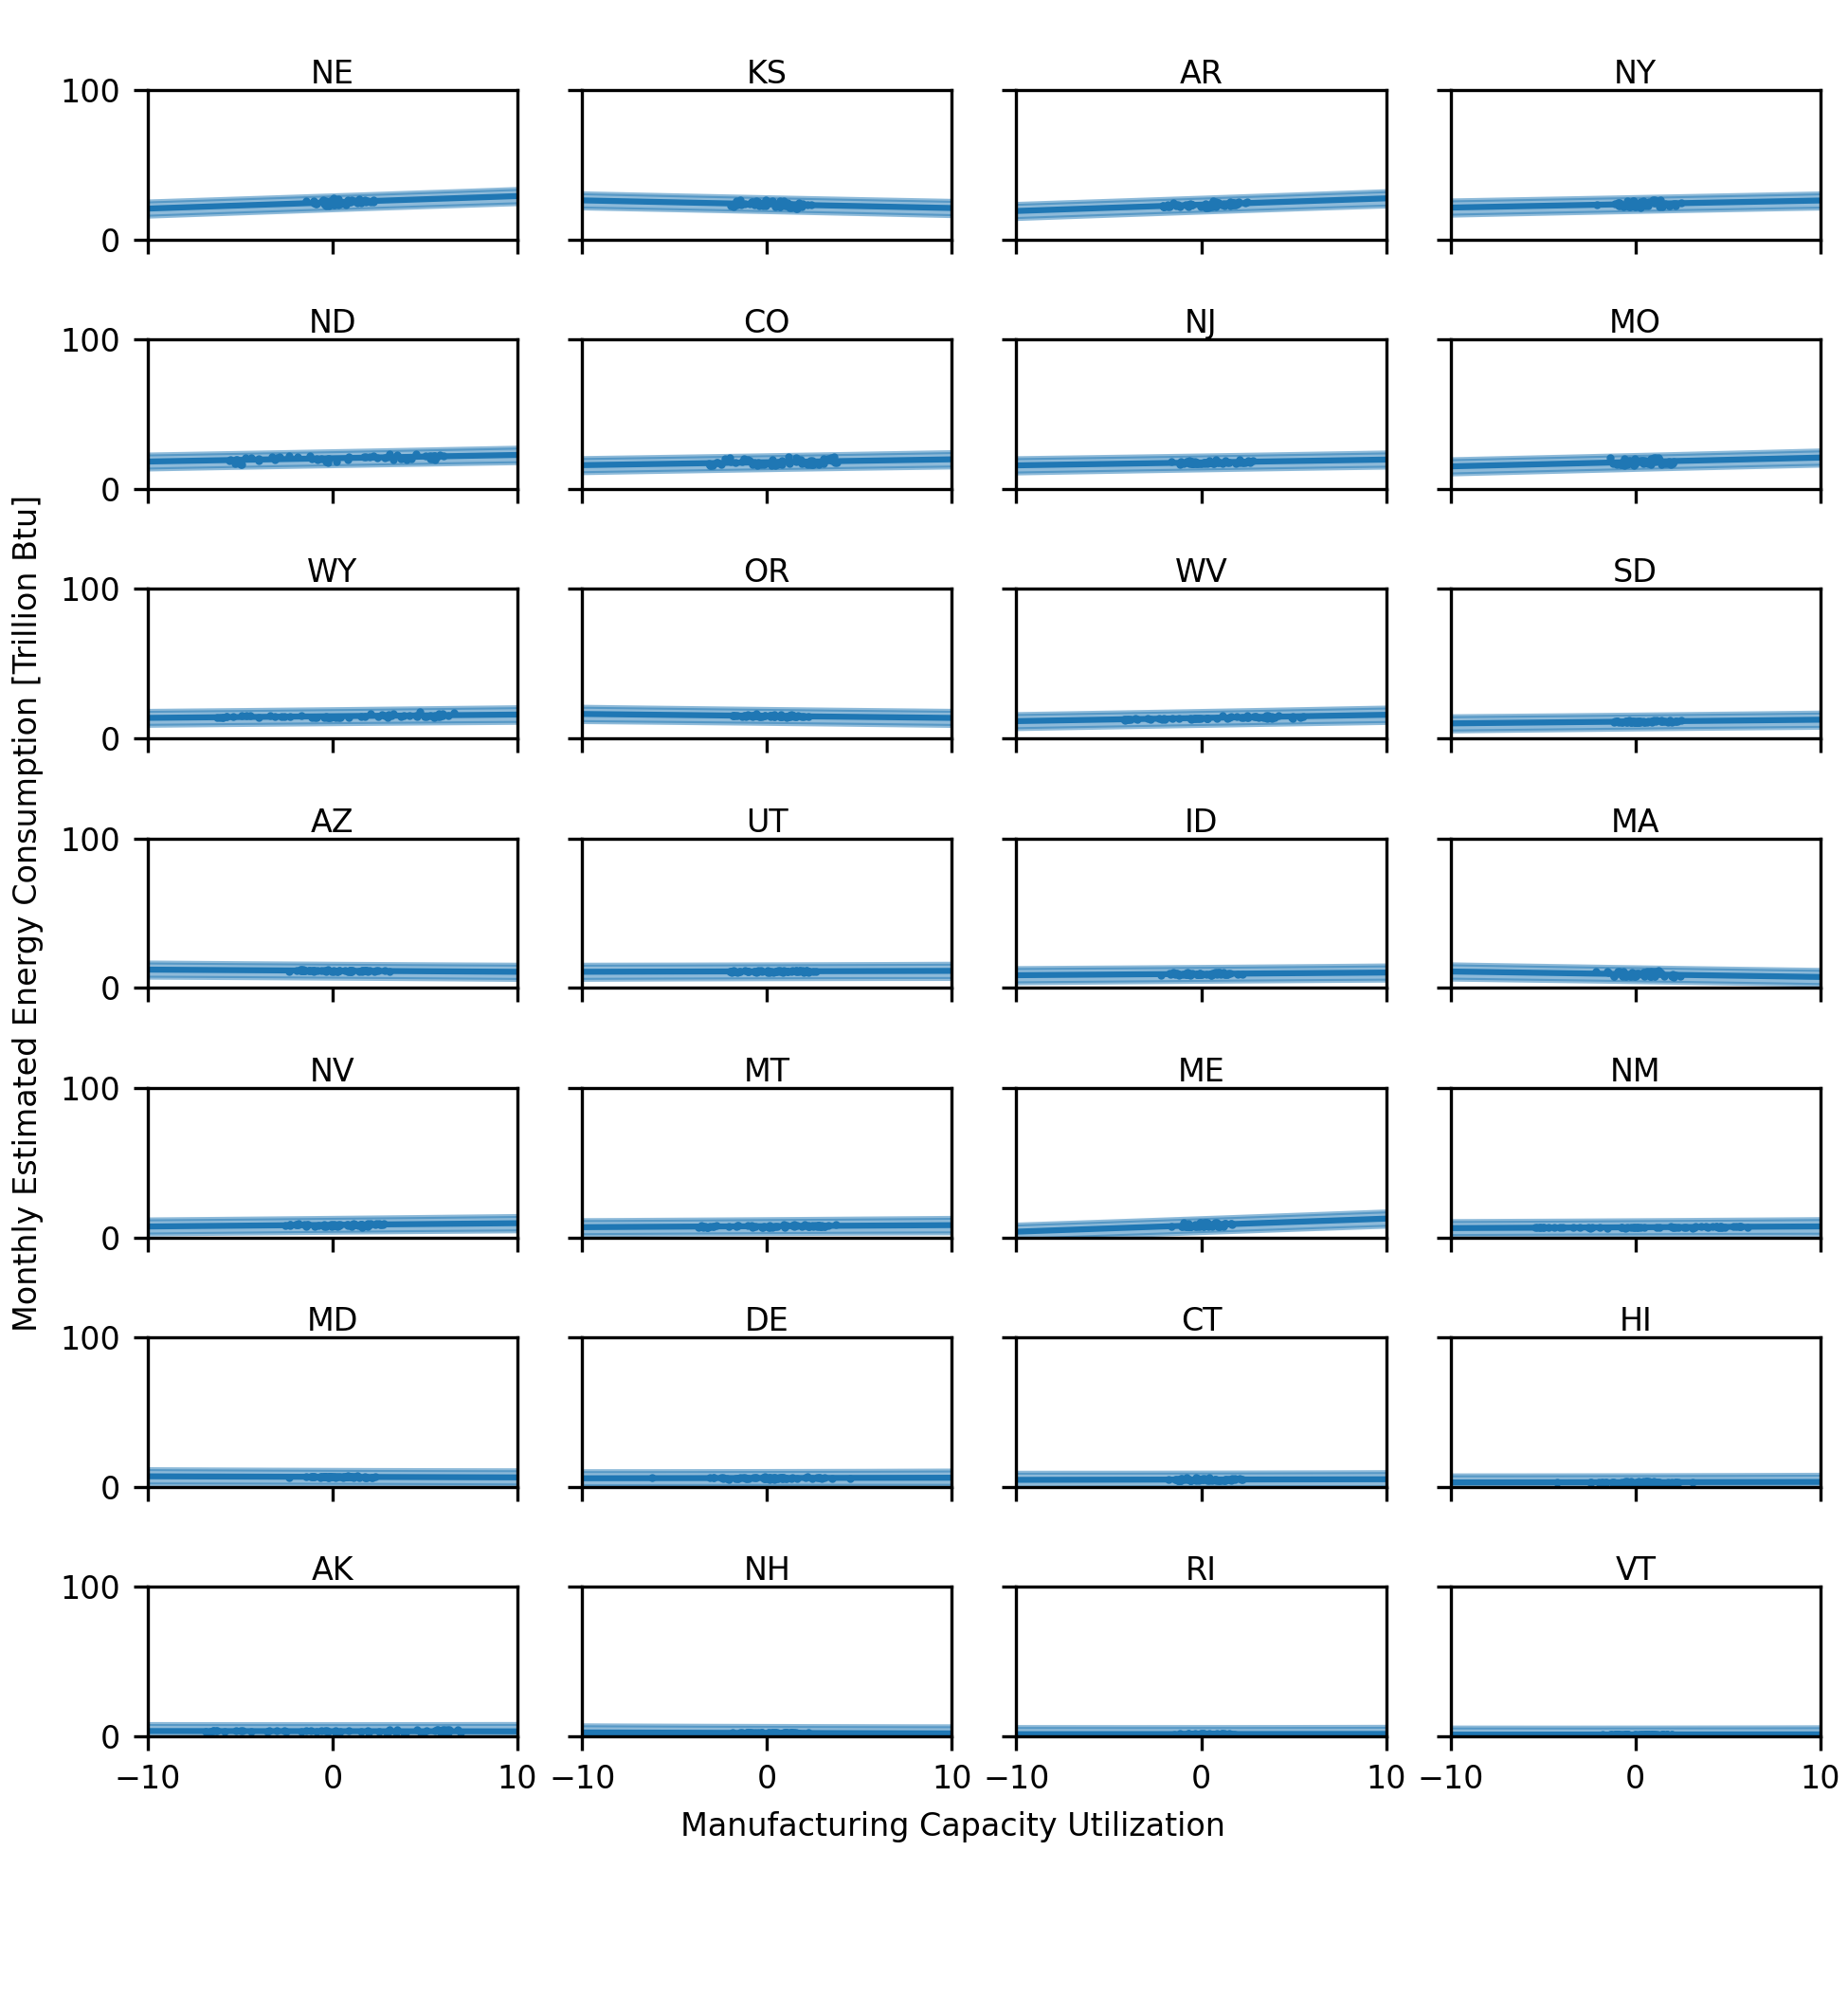 NE KS AR NY
100
0
ND CO NJ MO
100
0
WY OR WV SD
100
0
AZ UT ID MA
100
0
NV MT ME NM
100
0
MD DE CT HI
100
0
AK NH RI VT
100
0
−10 0 10 −10 0 10 −10 0 10 −10 0 10
Manufacturing Capacity Utilization
Monthly Estimated Energy Consumption [Trillion Btu]